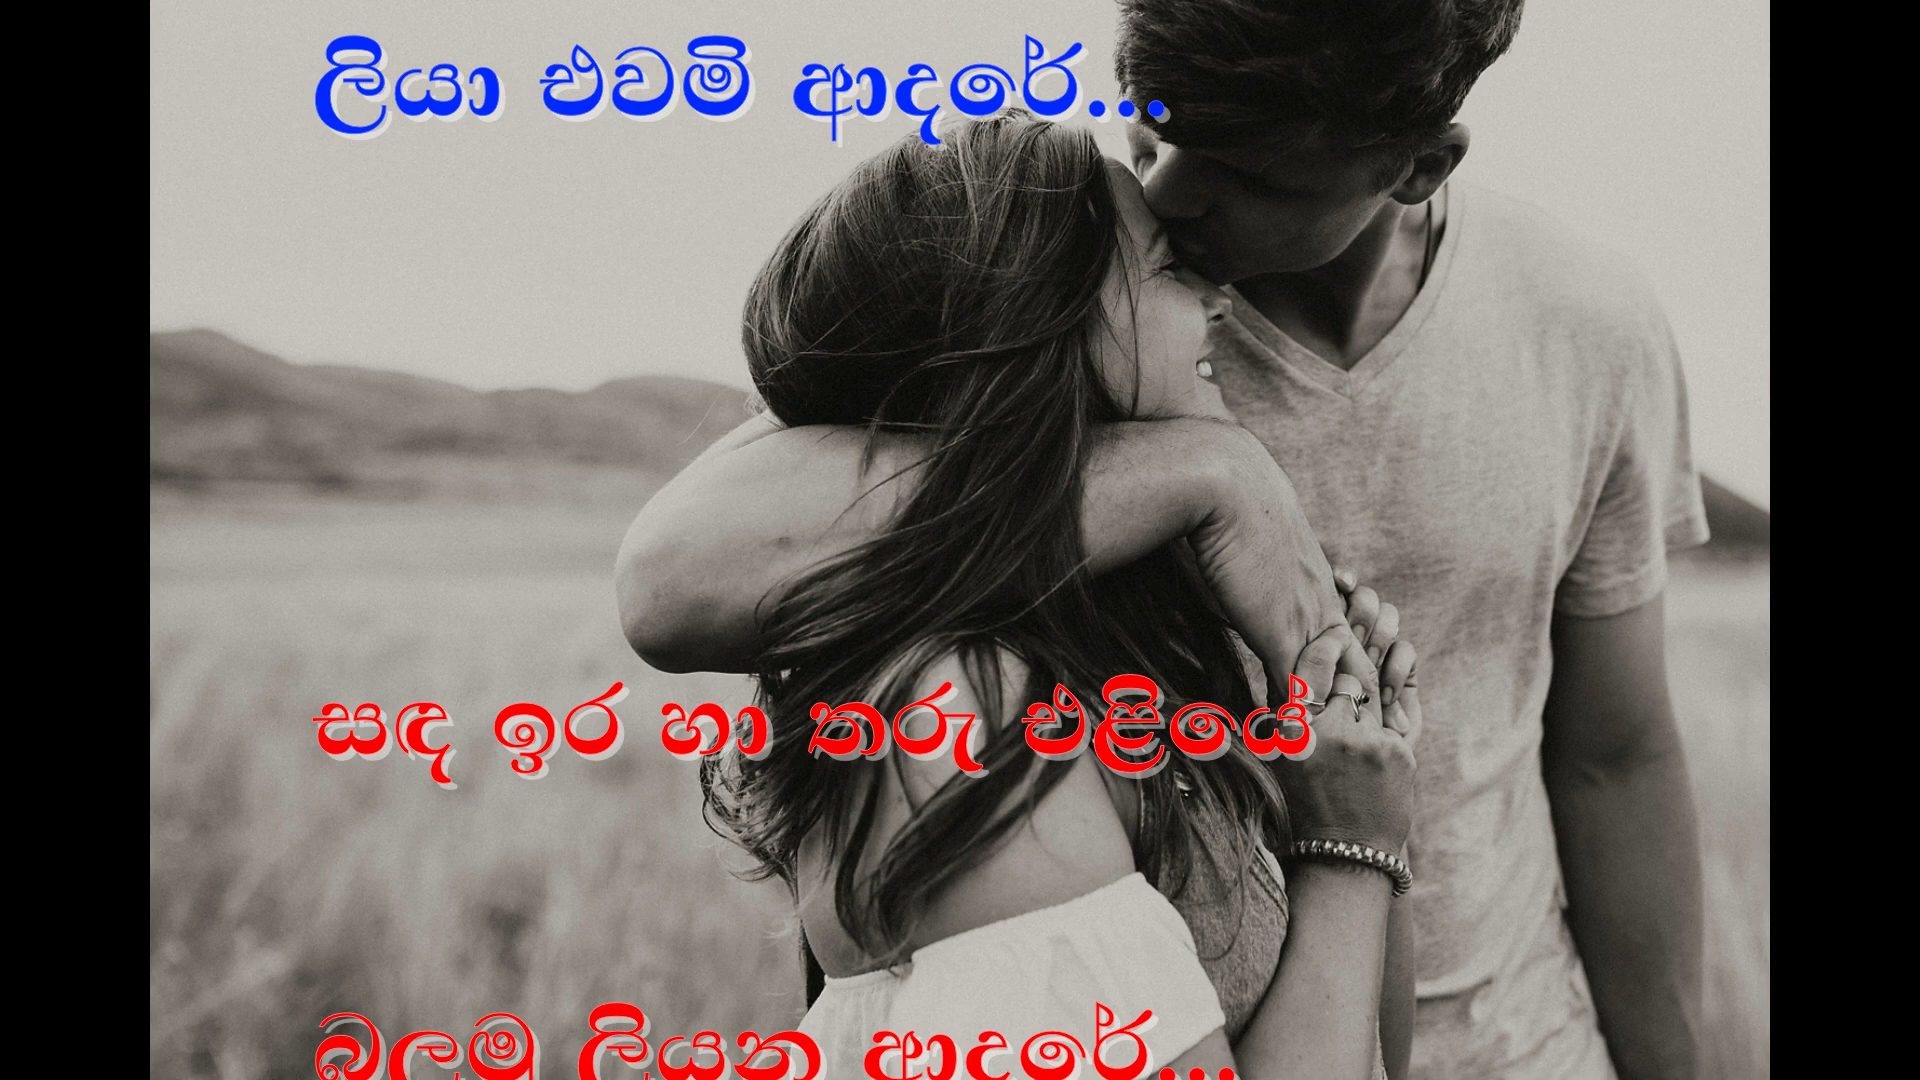 ලියා එවමි ආදරේ...
සඳ ඉර හා තරු එළියේ
බලමු ලියන ආදරේ...